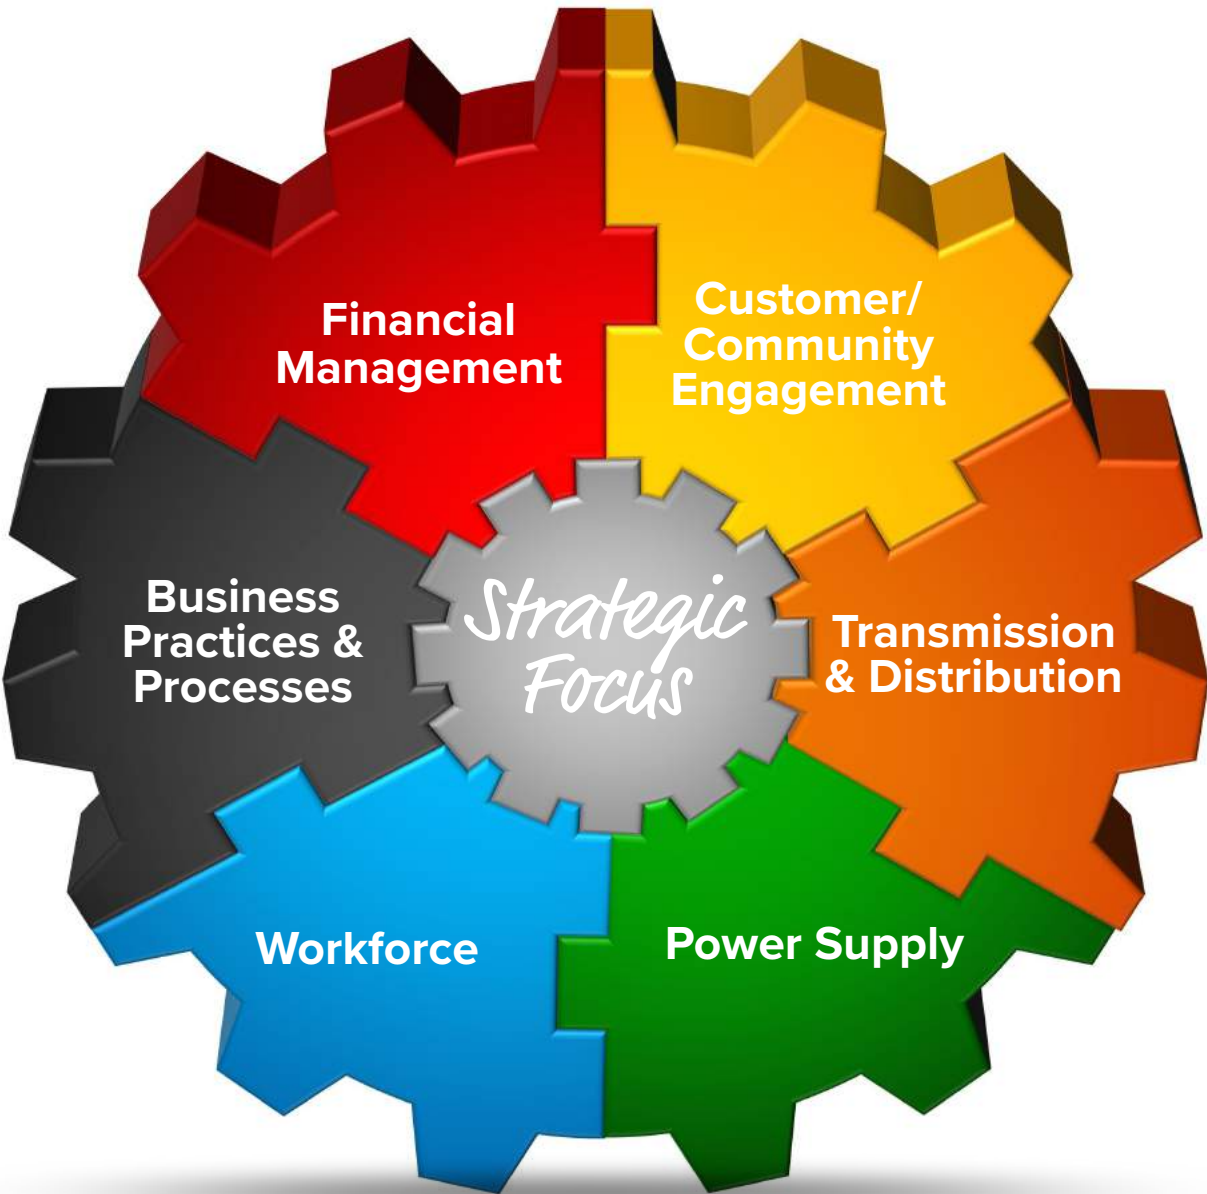 Financial
Management
Customer/
Community
Engagement
Business
Practices &
Processes
Strategic
Focus
Transmission
& Distribution
Workforce
Power Supply